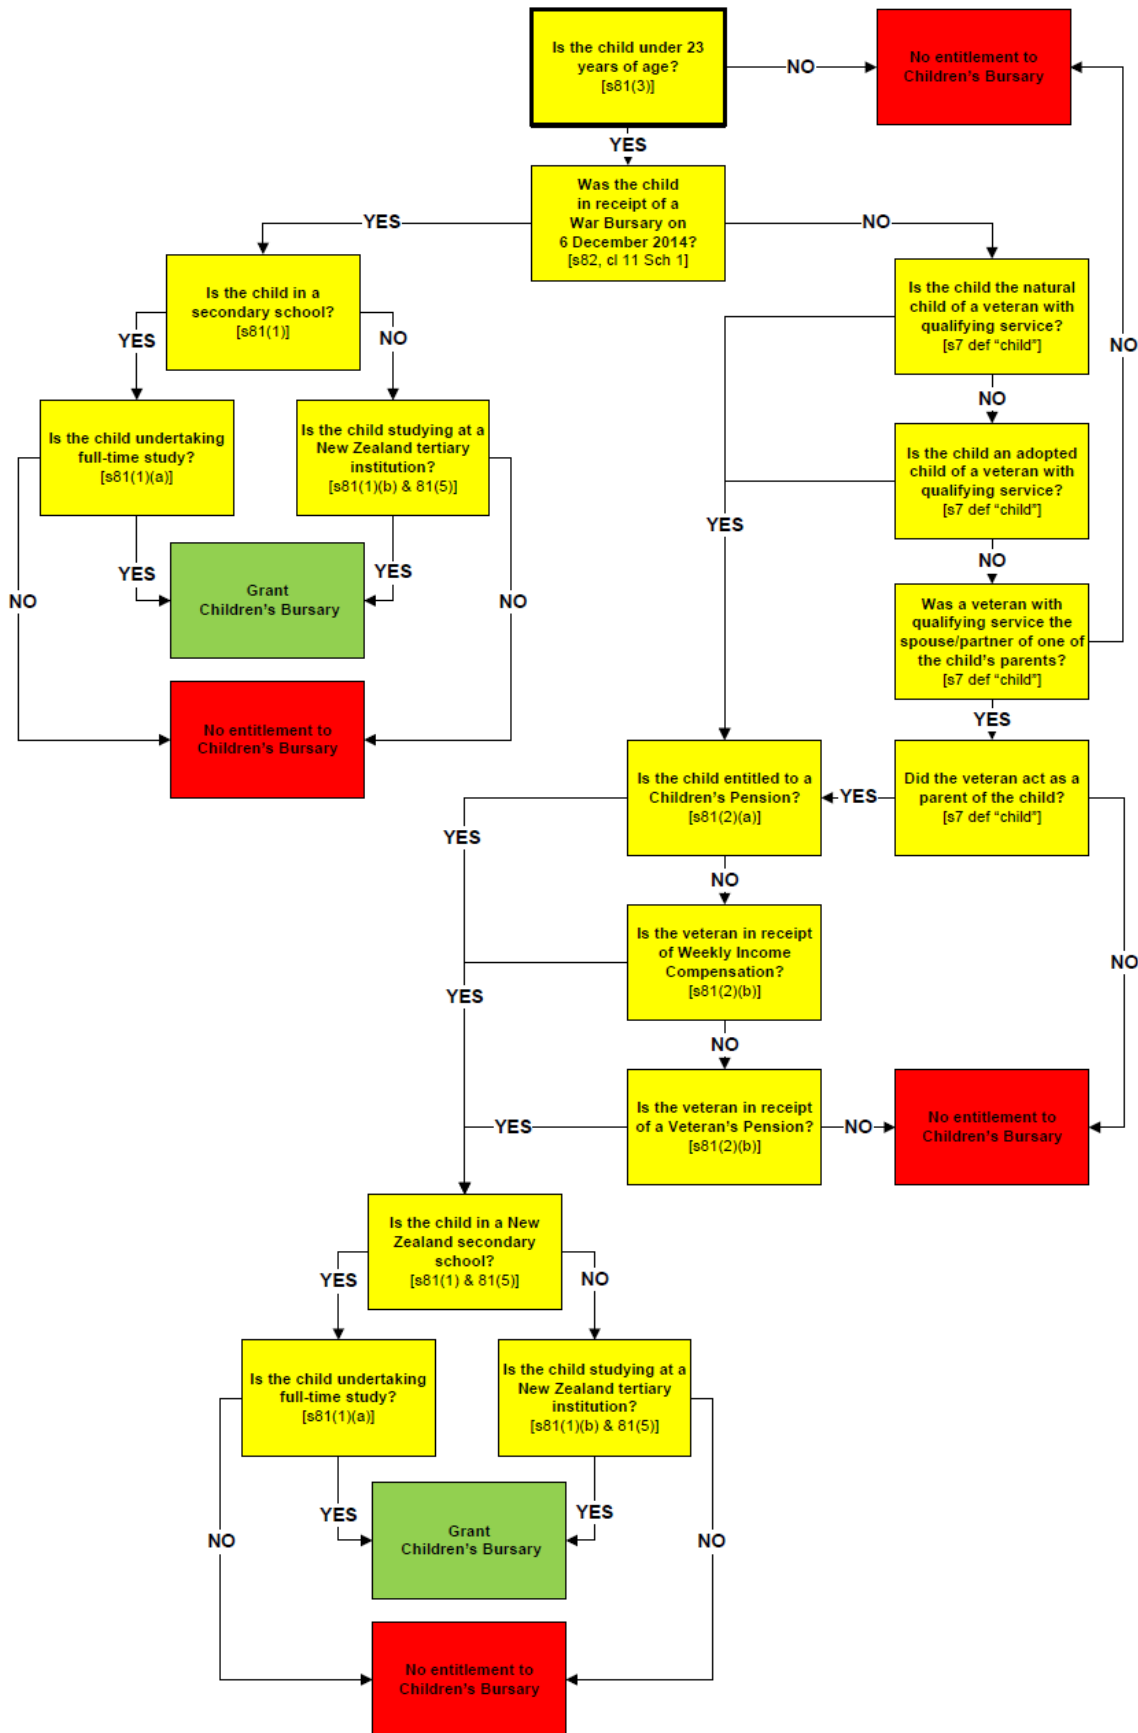 Is the child under 23
years of age?
[s81(3)]
NO
No entitlement to
Children's Bursary
YES
Was the child
in receipt of a
War Bursary on
6 December 2014?
[s82, cl 11 Sch 1]
YES
NO
Is the child in a
secondary school?
[s81(1)]
Is the child the natural
child of a veteran with
qualifying service?
[s7 def "child"]
YES
NO
NO
NO
Is the child undertaking
full-time study?
[s81(1)(a)]
Is the child studying at a
New Zealand tertiary
institution?
[s81(1)(b) & 81(5)]
Is the child an adopted
child of a veteran with
qualifying service?
[s7 def "child"]
YES
YES
YES
NO
NO
NO
NO
Grant
Children's Bursary
Was a veteran with
qualifying service the
spouse/partner of one of
the child's parents?
[s7 def "child"]
No entitlement to
Children's Bursary
YES
Is the child entitled to a
Children's Pension?
[s81(2)(a)]
YES
Did the veteran act as a
parent of the child?
[s7 def "child"]
YES
NO
Is the veteran in receipt
of Weekly Income
Compensation?
[s81(2)(b)]
NO
YES
NO
Is the veteran in receipt
of a Veteran's Pension?
[s81(2)(b)]
YES
NO
No entitlement to
Children's Bursary
Is the child in a New
Zealand secondary
school?
[s81(1) & 81(5)]
YES
NO
Is the child undertaking
full-time study?
[s81(1)(a)]
Is the child studying at a
New Zealand tertiary
institution?
[s81(1)(b) & 81(5)]
YES
YES
NO
NO
Grant
Children's Bursary
No entitlement to
Children's Bursary